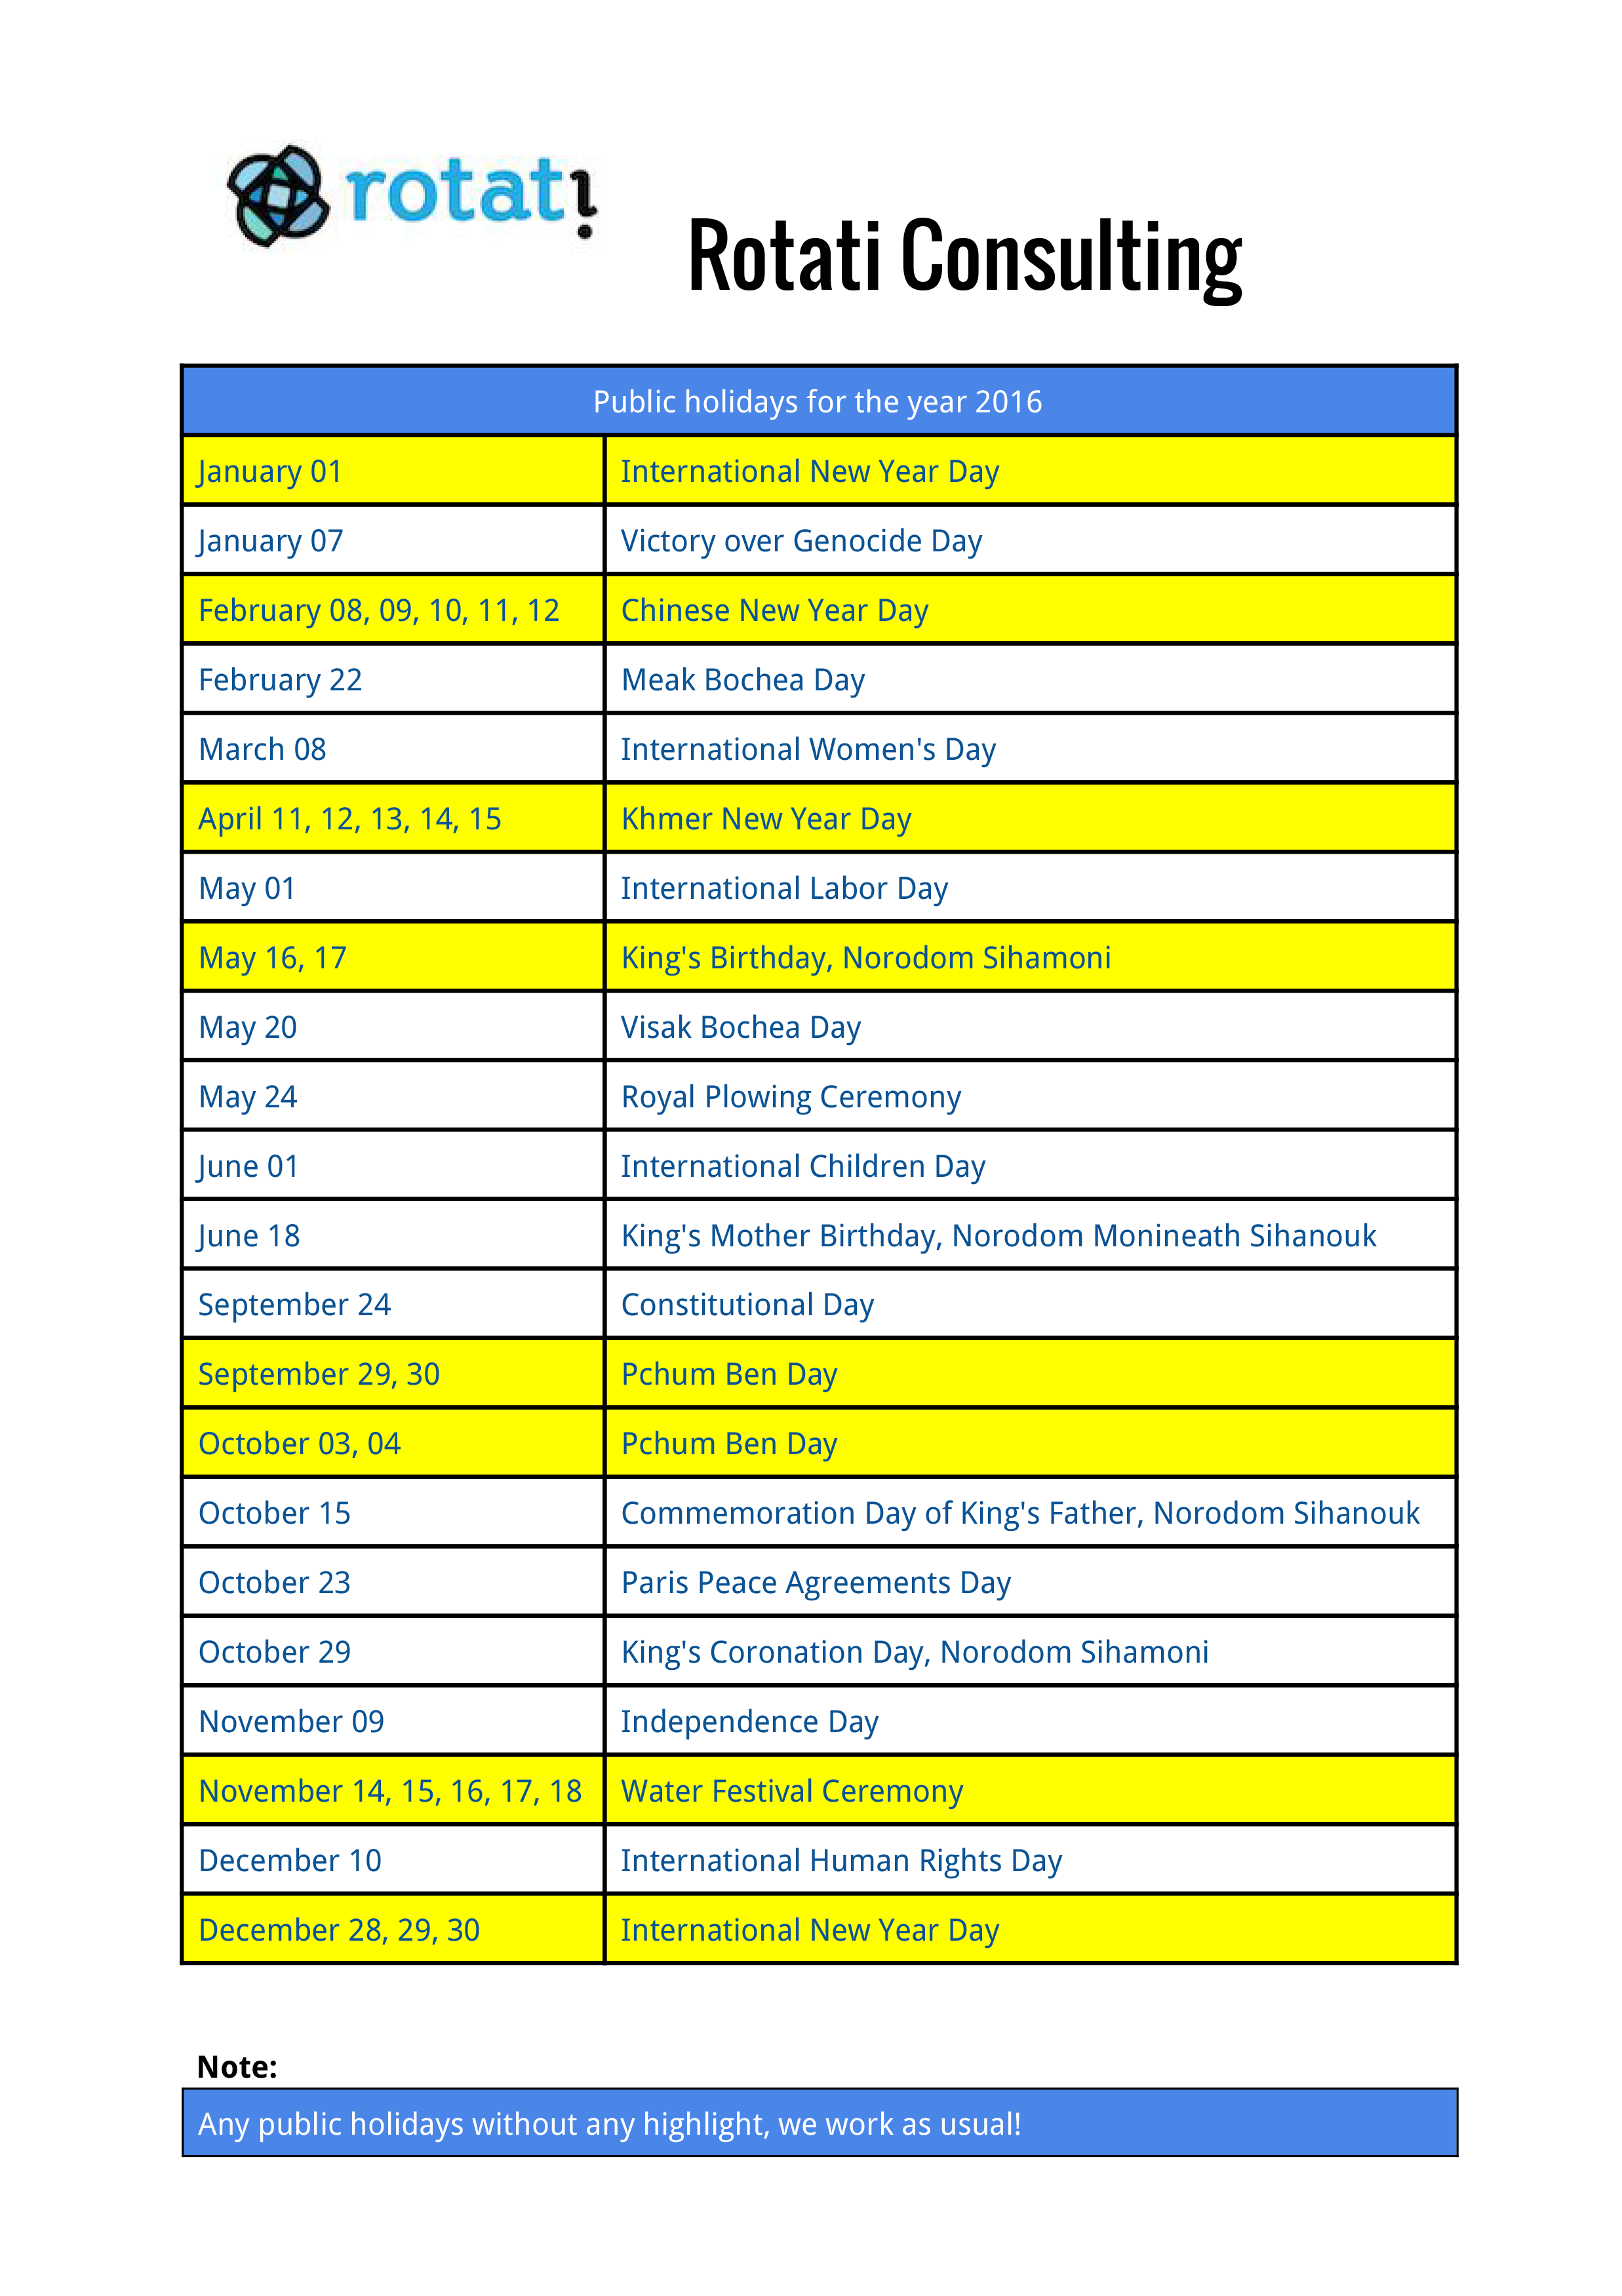 rotati
Rotati Consulting
Public holidays for the year 2016
January 01 International New Year Day
January 07 Victory over Genocide Day
February 08, 09, 10, 11, 12 Chinese New Year Day
February 22 Meak Bochea Day
March 08 International Women's Day
April 11, 12, 13, 14, 15 Khmer New Year Day
May 01 International Labor Day
May 16, 17 King's Birthday, Norodom Sihamoni
May 20 Visak Bochea Day
May 24 Royal Plowing Ceremony
June 01 International Children Day
June 18 King's Mother Birthday, Norodom Monineath Sihanouk
September 24 Constitutional Day
September 29, 30 Pchum Ben Day
October 03, 04 Pchum Ben Day
October 15 Commemoration Day of King's Father, Norodom Sihanouk
October 23 Paris Peace Agreements Day
October 29 King's Coronation Day, Norodom Sihamoni
November 09 Independence Day
November 14, 15, 16, 17, 18 Water Festival Ceremony
December 10 International Human Rights Day
December 28, 29, 30 International New Year Day
Note:
Any public holidays without any highlight, we work as usual!